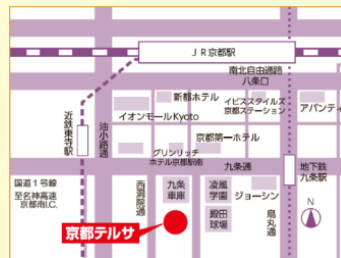 JR京都駅
南北自由通路
八条口
新都ホテル
イビススタイルズ
京都ステーション
アバンティ
イオンモールKyoto
近鉄東寺駅
油小路通
京都第一ホテル
グリンリッチ
ホテル京都駅南
九条通
地下鉄
九条駅
国道1号線
至名神高速
京都南I.C.
西洞院通
九条
車庫
凌風
学園
ジョーシン
殿田
球場
烏丸通
N
京都テルサ